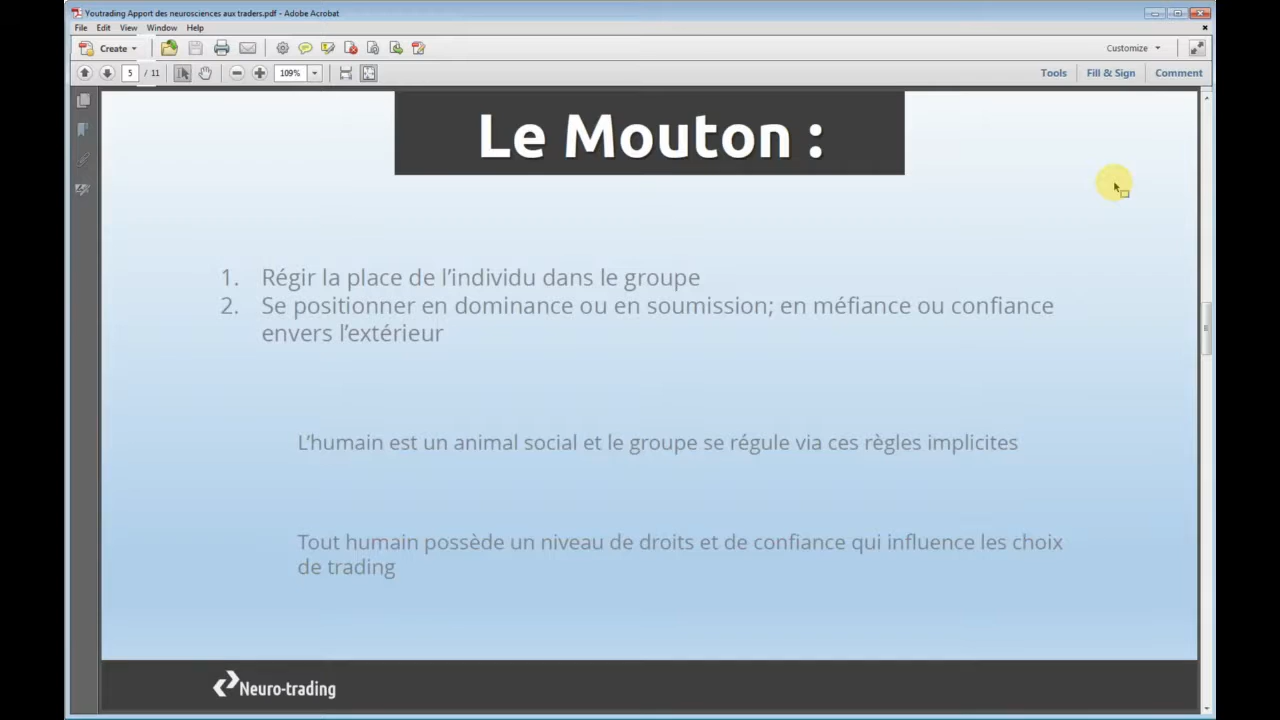 Youtrading Apport des neurosciences aux traders.pdf - Adobe Acrobat
File Edit View Window Help
Create Customize
5 / 11 109% Tools Fill & Sign Comment
Le Mouton :
1. Régir la place de l'individu dans le groupe
2. Se positionner en dominance ou en soumission; en méfiance ou confiance
envers l'extérieur
L'humain est un animal social et le groupe se régule via ces règles implicites
Tout humain possède un niveau de droits et de confiance qui influence les choix
de trading
Neuro-trading